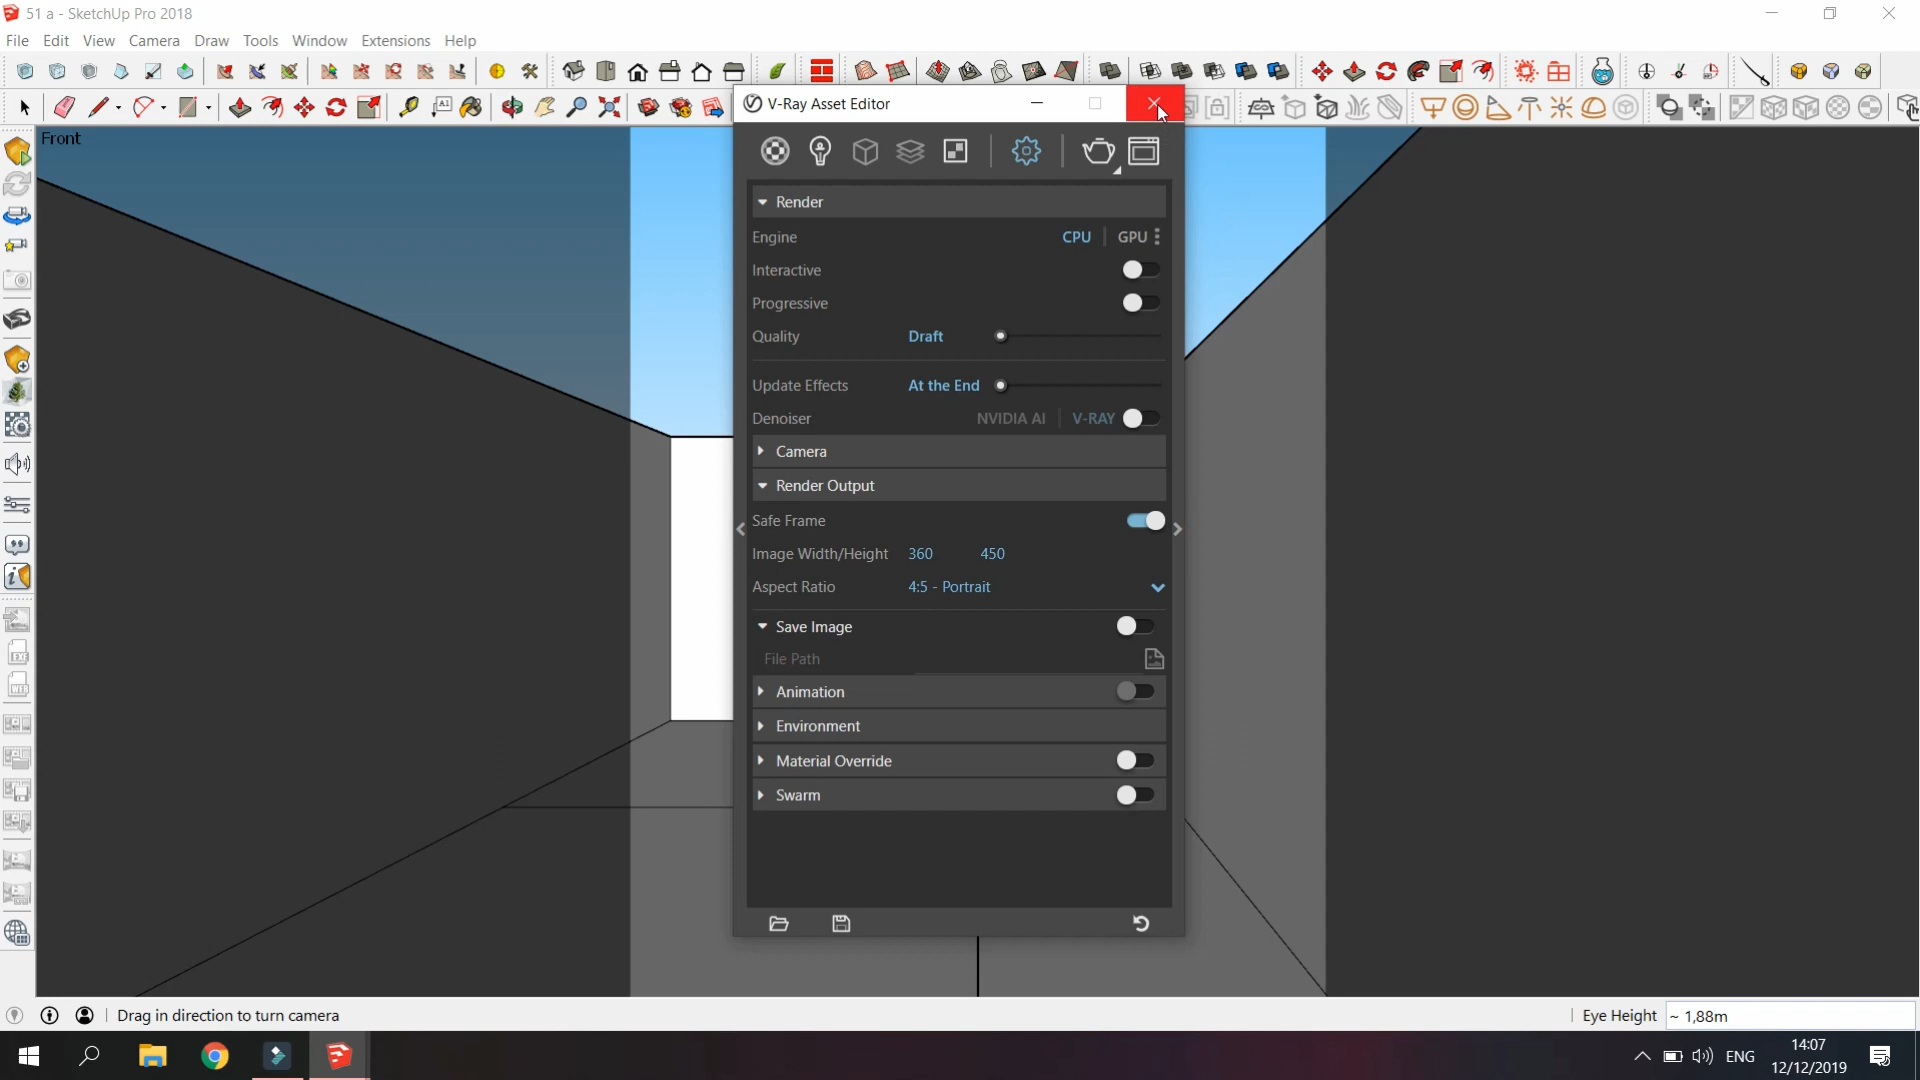 51 a - SketchUp Pro 2018
File Edit View Camera Draw Tools Window Extensions Help
V-Ray Asset Editor
Front
Render
Engine CPU GPU
Interactive
Progressive
Quality Draft
Update Effects At the End
Denoiser NVIDIA AI V-RAY
Camera
Render Output
Safe Frame
Image Width/Height 360 450
Aspect Ratio 4:5 - Portrait
Save Image
File Path
Animation
Environment
Material Override
Swarm
Drag in direction to turn camera
Eye Height ~ 1,88m
ENG
14:07
12/12/2019